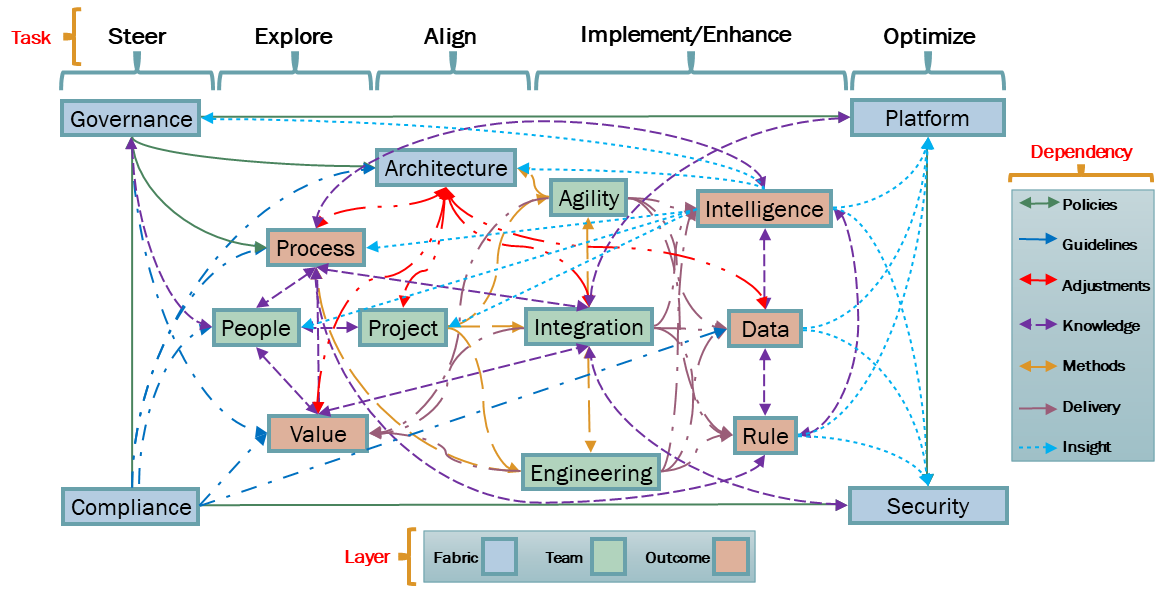 Task
Steer
Explore
Align
Implement/Enhance
Optimize
Governance
Platform
Architecture
Agility
Intelligence
Process
People
Project
Integration
Data
Value
Rule
Engineering
Compliance
Security
Dependency
Policies
Guidelines
Adjustments
Knowledge
Methods
Delivery
Insight
Layer
Fabric
Team
Outcome